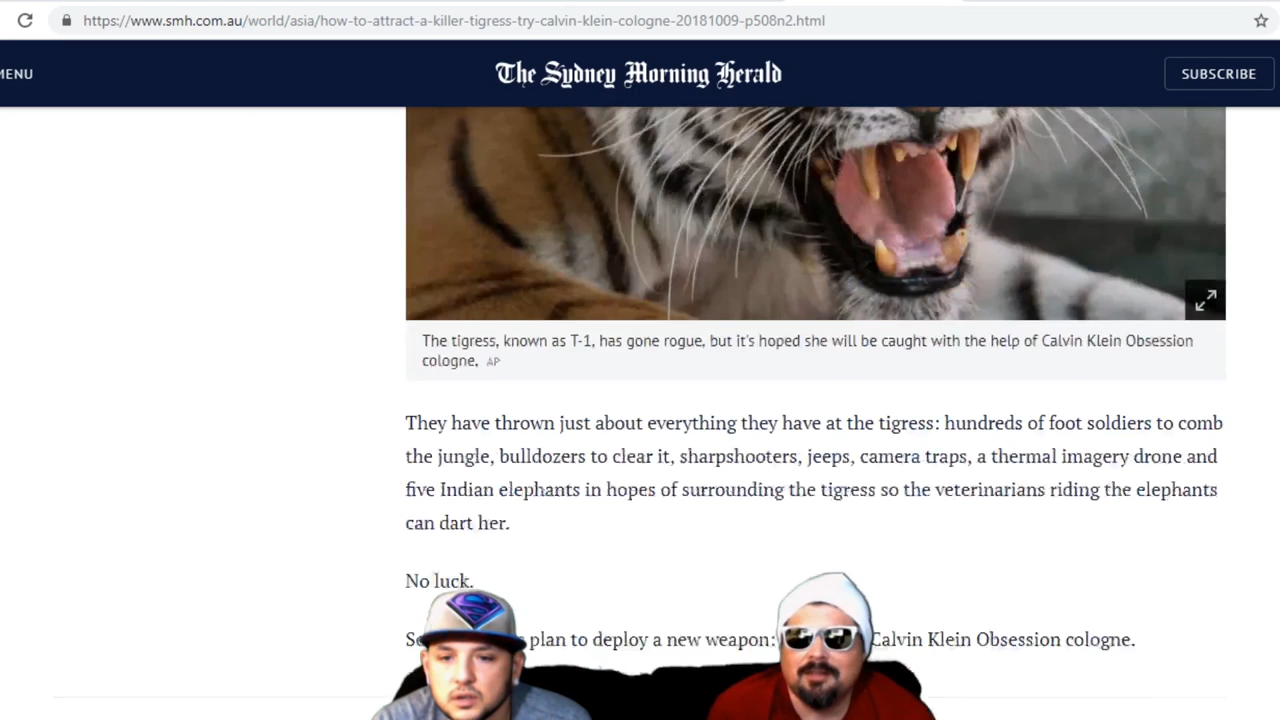 https://www.smh.com.au/world/asia/how-to-attract-a-killer-tigress-try-calvin-klein-cologne-20181009-p508n2.html
MENU
The Sydney Morning Herald
SUBSCRIBE
The tigress, known as T-1, has gone rogue, but it's hoped she will be caught with the help of Calvin Klein Obsession
cologne, AP
They have thrown just about everything they have at the tigress: hundreds of foot soldiers to comb
the jungle, bulldozers to clear it, sharpshooters, jeeps, camera traps, a thermal imagery drone and
five Indian elephants in hopes of surrounding the tigress so the veterinarians riding the elephants
can dart her.
No luck.
plan to deploy a new weapon: Calvin Klein Obsession cologne.